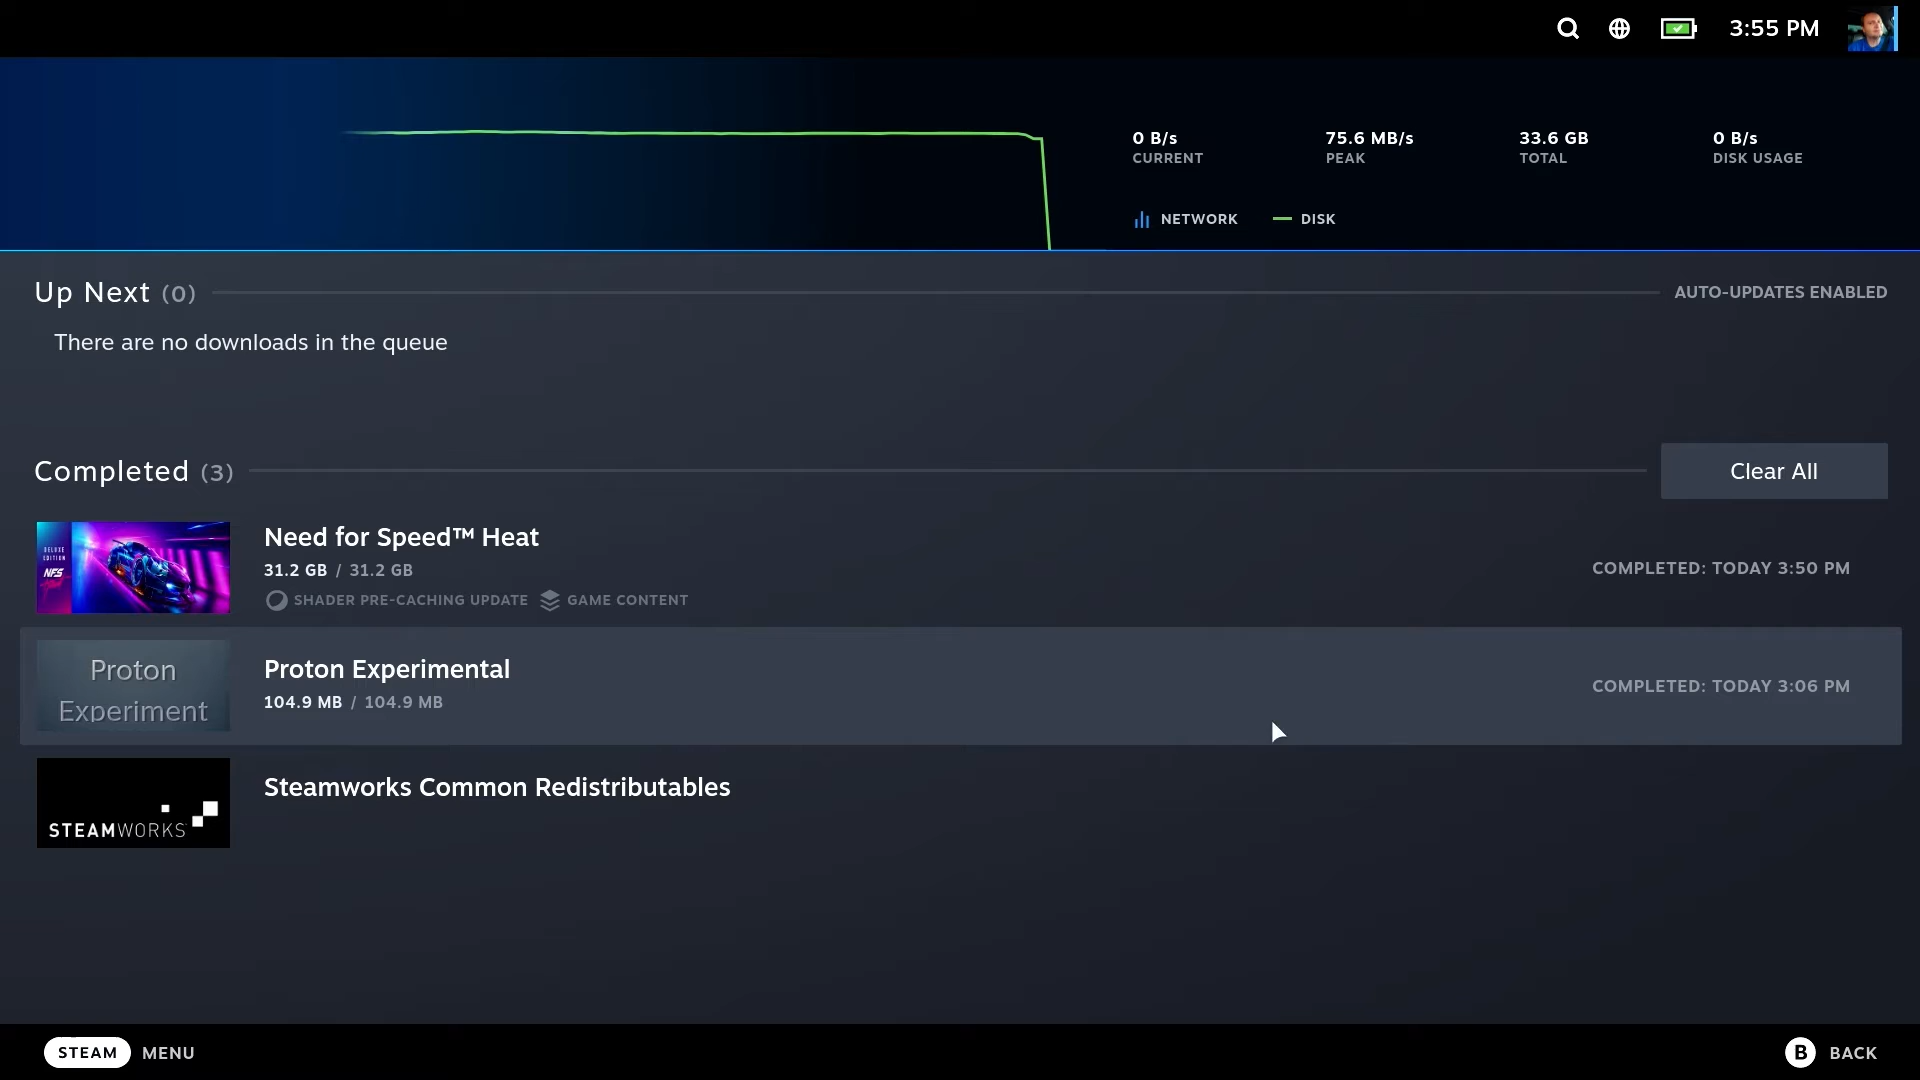 3:55 PM
0 B/s
CURRENT
75.6 MB/s
PEAK
33.6 GB
TOTAL
0 B/s
DISK USAGE
NETWORK
DISK
Up Next (0)
AUTO-UPDATES ENABLED
There are no downloads in the queue
Completed (3)
Clear All
DELUXE
EDITION
NFS
Need for Speed™ Heat
31.2 GB / 31.2 GB
SHADER PRE-CACHING UPDATE
GAME CONTENT
COMPLETED: TODAY 3:50 PM
Proton
Experiment
Proton Experimental
104.9 MB / 104.9 MB
COMPLETED: TODAY 3:06 PM
STEAMWORKS
Steamworks Common Redistributables
STEAM MENU
B BACK